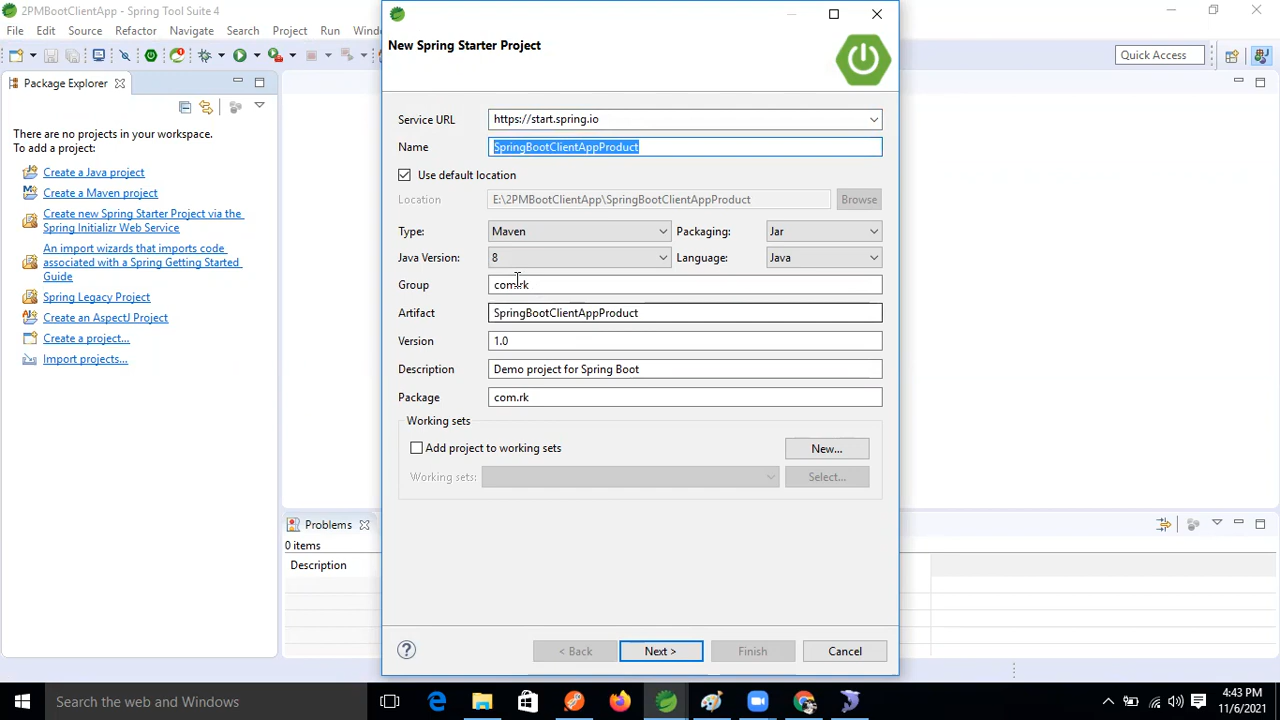 2PMBootClientApp - Spring Tool Suite 4
File Edit Source Refactor Navigate Search Project Run
Quick Access
Package Explorer
There are no projects in your workspace.
To add a project:
Create a Java project
Create a Maven project
Create new Spring Starter Project via the
Spring Initializr Web Service
An import wizards that imports code
associated with a Spring Getting Started
Guide
Spring Legacy Project
Create an AspectJ Project
Create a project...
Import projects...
New Spring Starter Project
Service URL https://start.spring.io
Name SpringBootClientAppProduct
Use default location
Location E:\2PMBootClientApp\SpringBootClientAppProduct Browse
Type: Maven Packaging: Jar
Java Version: 8 Language: Java
Group com.rk
Artifact SpringBootClientAppProduct
Version 1.0
Description Demo project for Spring Boot
Package com.rk
Working sets
Add project to working sets New...
Working sets: Select...
Problems
0 items
Description
< Back Next > Finish Cancel
Search the web and Windows
4:43 PM
11/6/2021